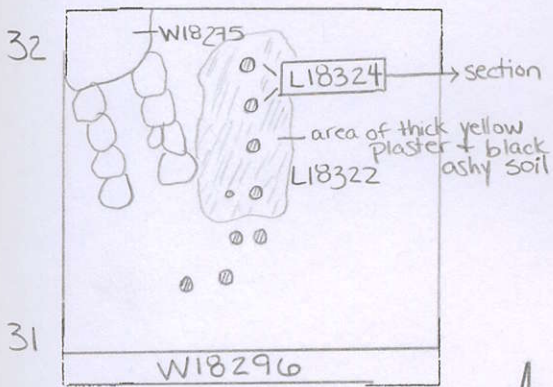 32
W18275
L18324
section
area of thick yellow
plaster + black
ashy soil
L18322
31
W18296